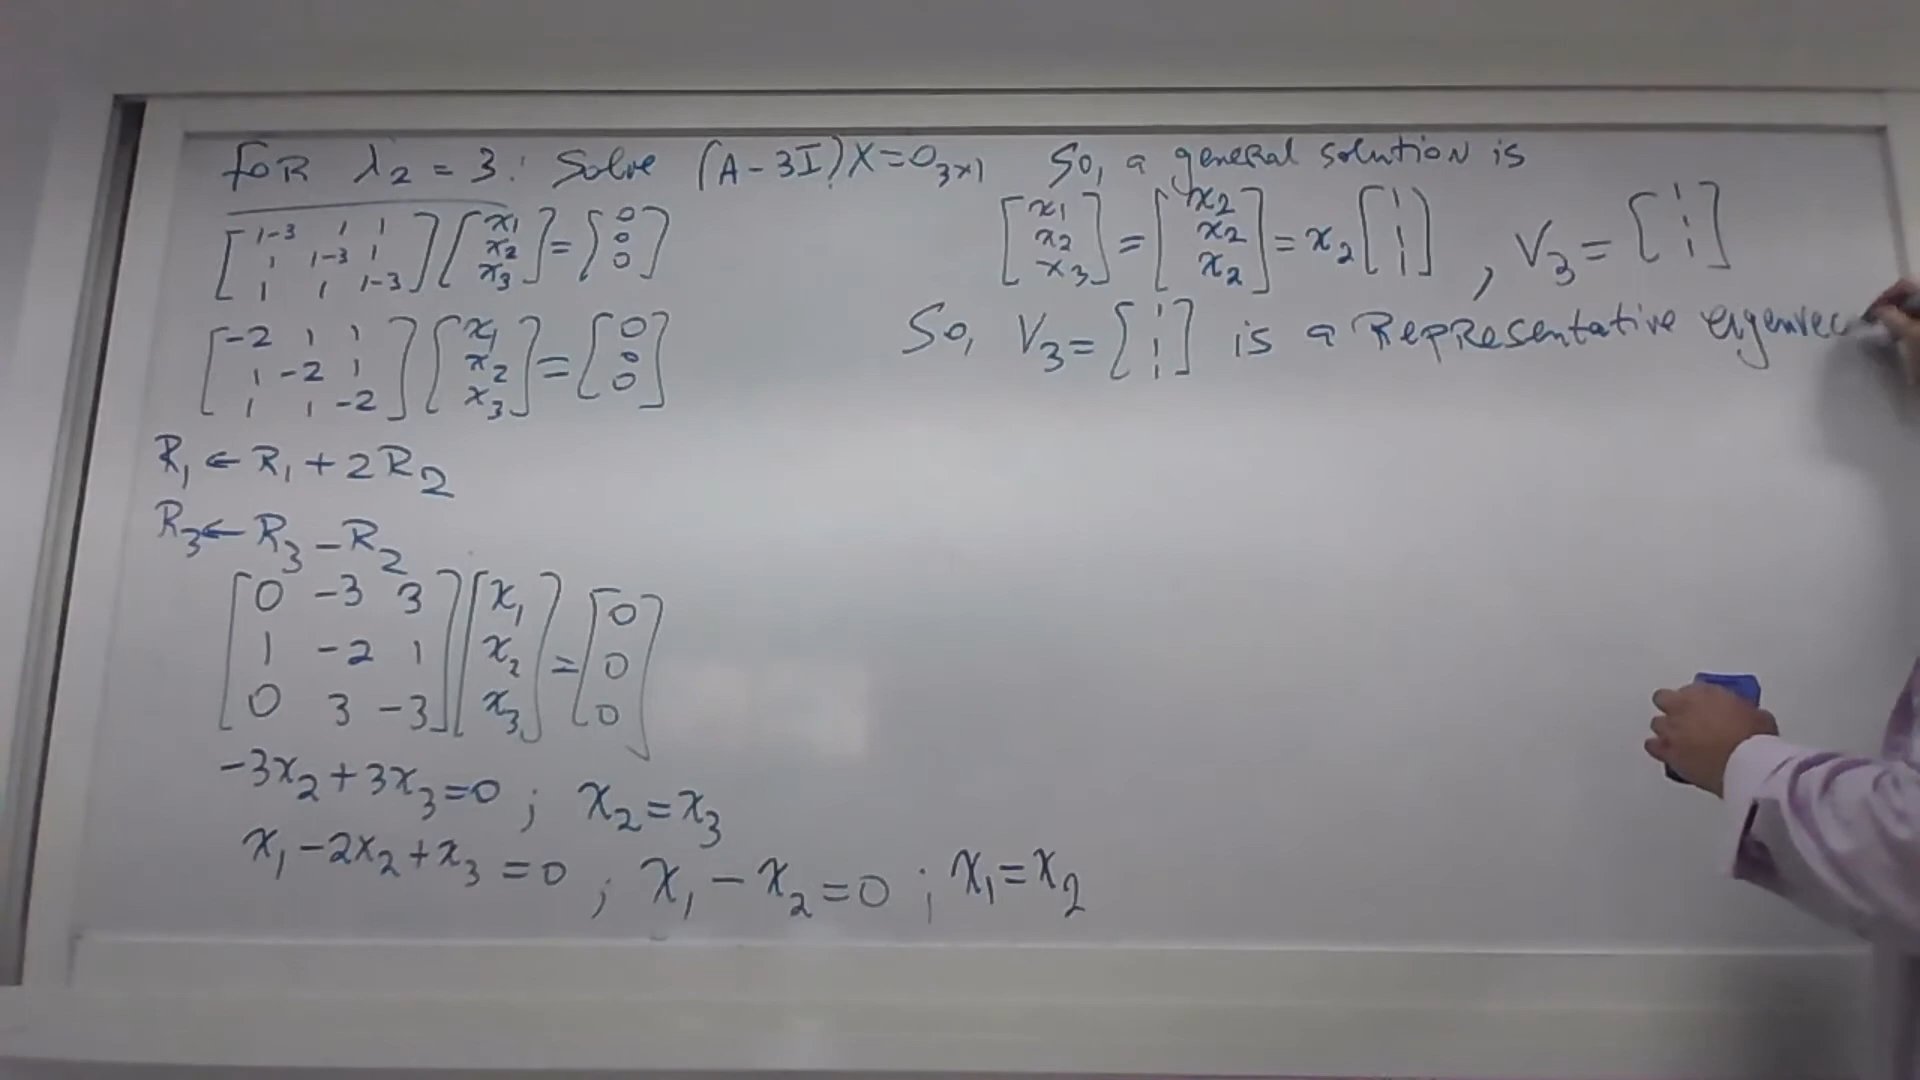 FOR λ2 = 3: Solve (A-3I)X=O3x1
[1-3 1 1; 1 1-3 1; 1 1 1-3] [x1; x2; x3] = [0; 0; 0]
[-2 1 1; 1 -2 1; 1 1 -2] [x1; x2; x3] = [0; 0; 0]
R1 ← R1 + 2R2
R3 ← R3 - R2
[0 -3 3; 1 -2 1; 0 3 -3] [x1; x2; x3] = [0; 0; 0]
-3x2 + 3x3 = 0 ; x2 = x3
x1 - 2x2 + x3 = 0 ; x1 - x2 = 0 ; x1 = x2
So, a general solution is
[x1; x2; x3] = [x2; x2; x2] = x2 [1; 1; 1] , V3 = [1; 1; 1]
So, V3 = [1; 1; 1] is a Representative eigenvec